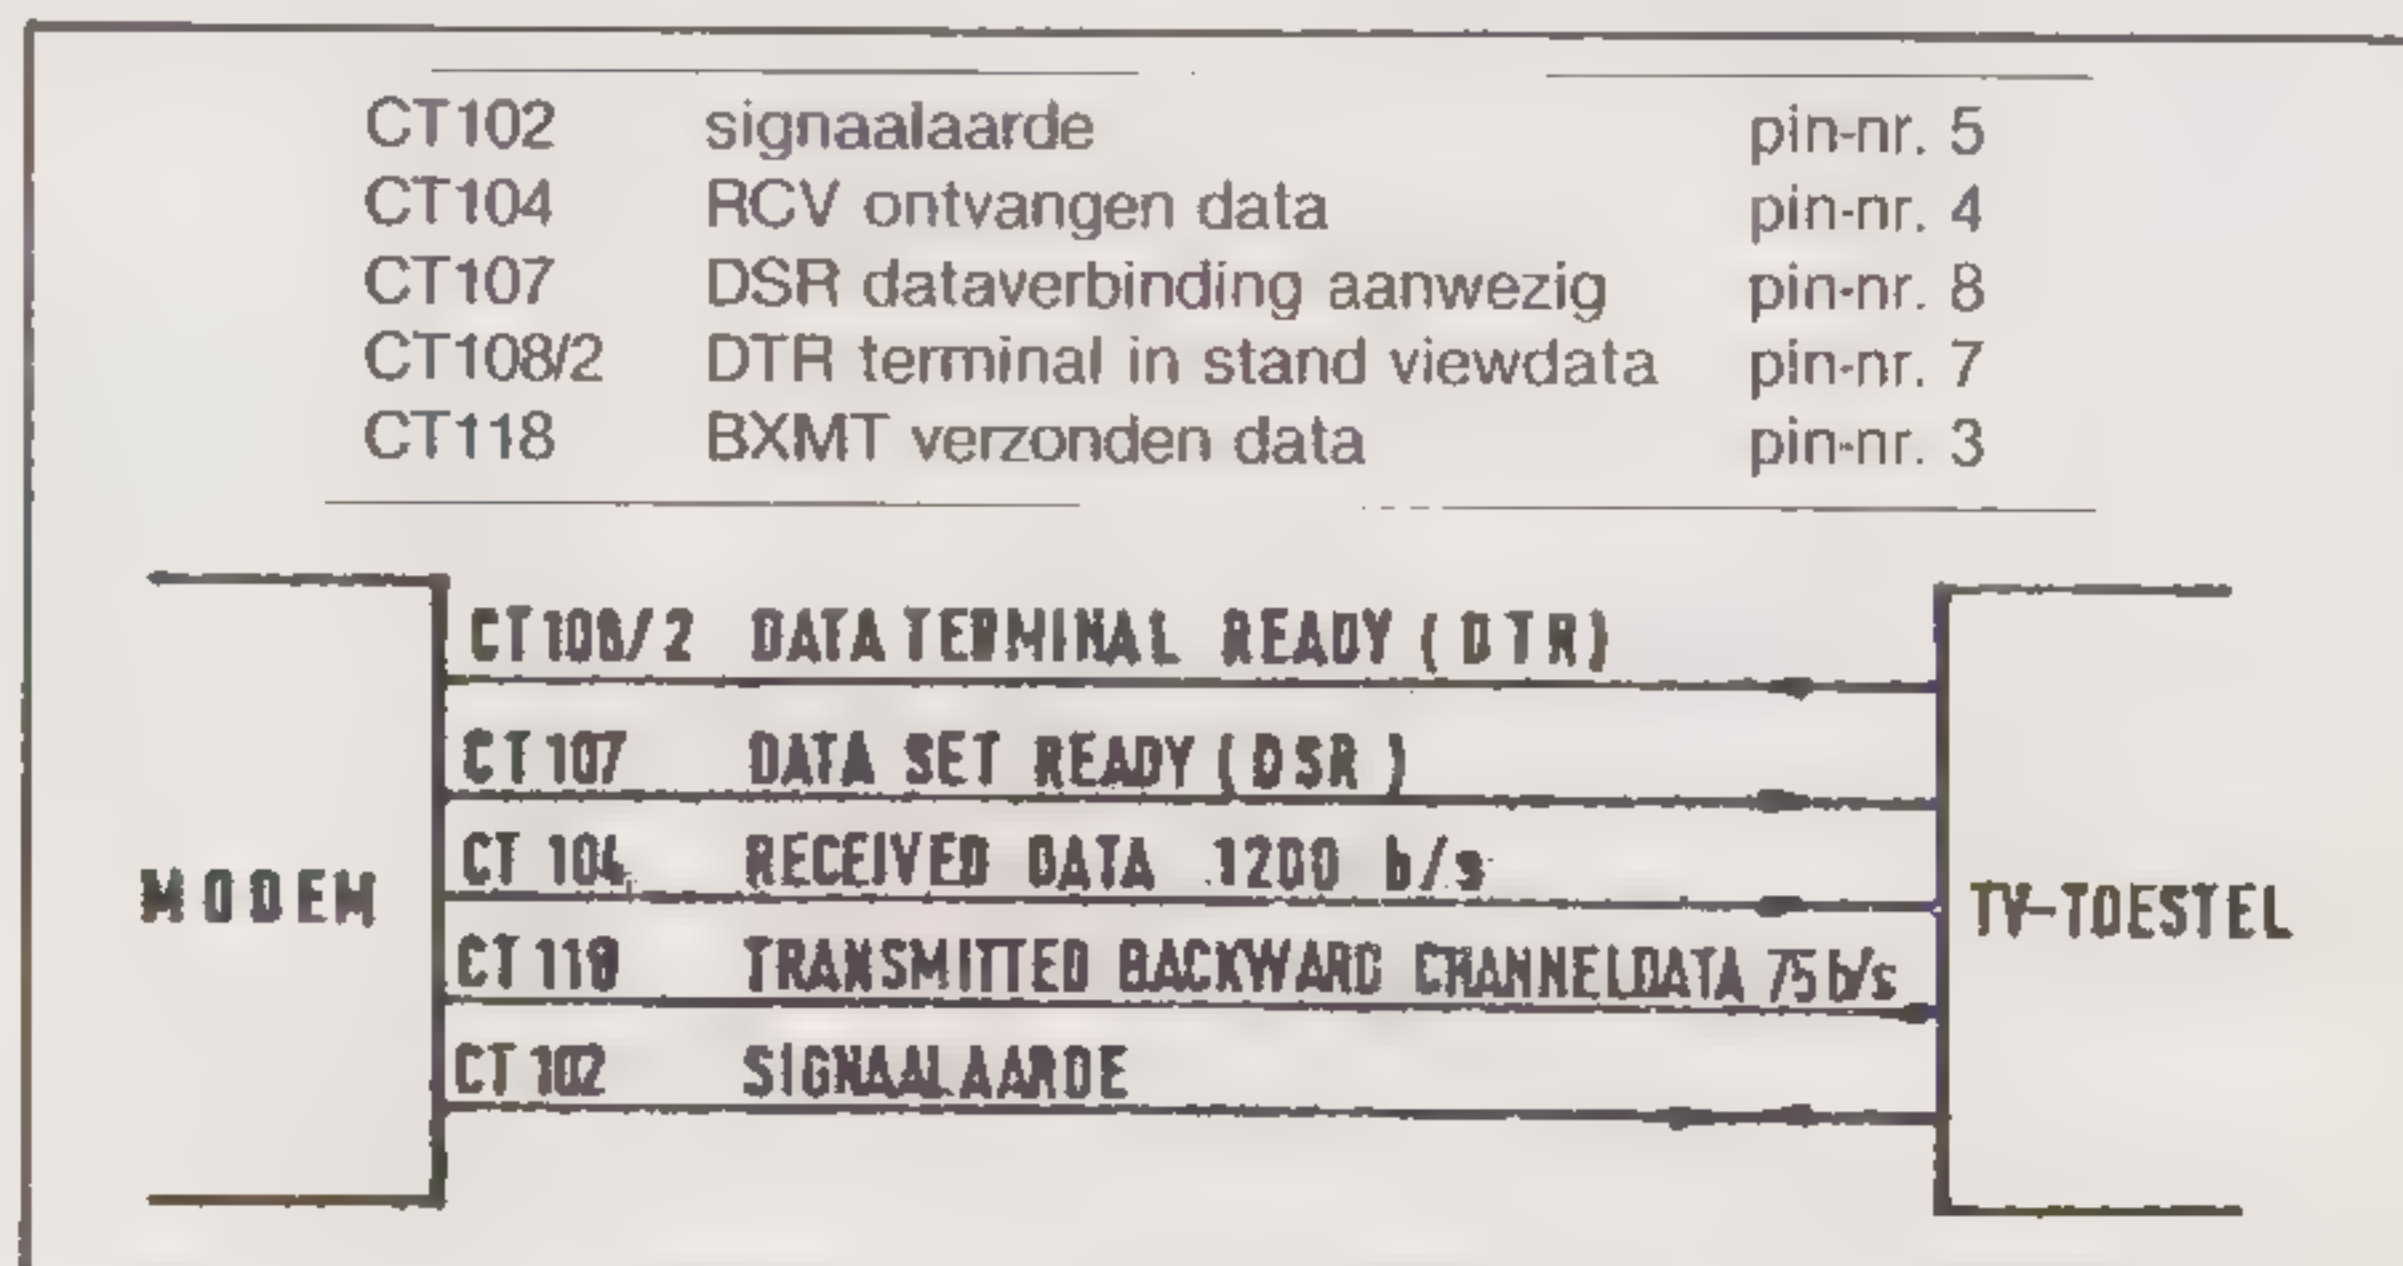 CT102 signaalaarde pin-nr. 5
CT104 RCV ontvangen data pin-nr. 4
CT107 DSR dataverbinding aanwezig pin-nr. 8
CT108/2 DTR terminal in stand viewdata pin-nr. 7
CT118 BXMT verzonden data pin-nr. 3
CT108/2 DATA TERMINAL READY (DTR)
CT 107 DATA SET READY (DSR)
CT 104 RECEIVED DATA 1200 b/s
MODEM
TV-TOESTEL
CT 118 TRANSMITTED BACKWARD CHANNELDATA 75 b/s
CT 102 SIGNAALAARDE